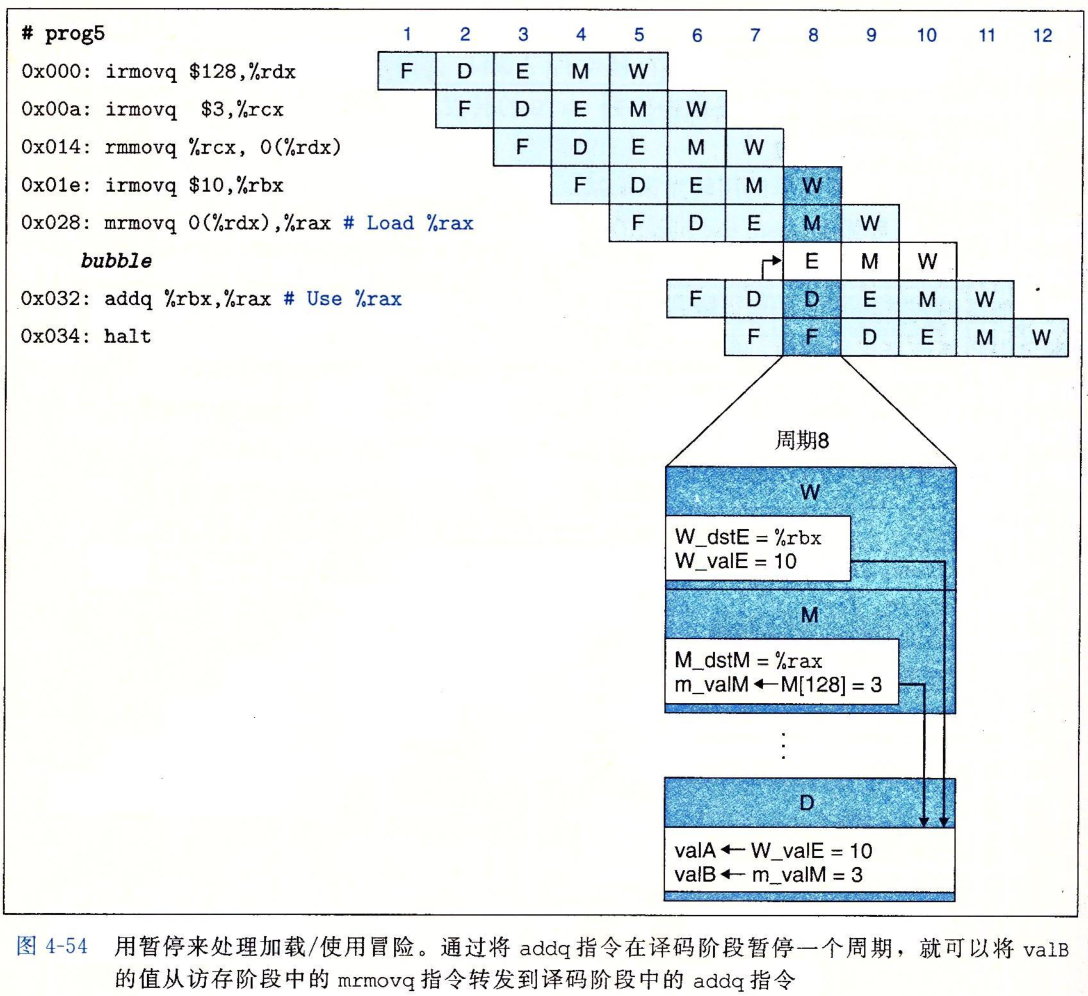 # prog5 1 2 3 4 5 6 7 8 9 10 11 12
0x000: irmovq $128,%rdx F D E M W
0x00a: irmovq $3,%rcx F D E M W
0x014: rmmovq %rcx, 0(%rdx) F D E M W
0x01e: irmovq $10,%rbx F D E M W
0x028: mrmovq 0(%rdx),%rax # Load %rax F D E M W
bubble E M W
0x032: addq %rbx,%rax # Use %rax F D D E M W
0x034: halt F F D E M W
周期8
W
W_dstE = %rbx
W_valE = 10
M
M_dstM = %rax
m_valM ← M[128] = 3
⋮
D
valA ← W_valE = 10
valB ← m_valM = 3
图 4-54 用暂停来处理加载/使用冒险。通过将 addq 指令在译码阶段暂停一个周期，就可以将 valB
的值从访存阶段中的 mrmovq 指令转发到译码阶段中的 addq 指令